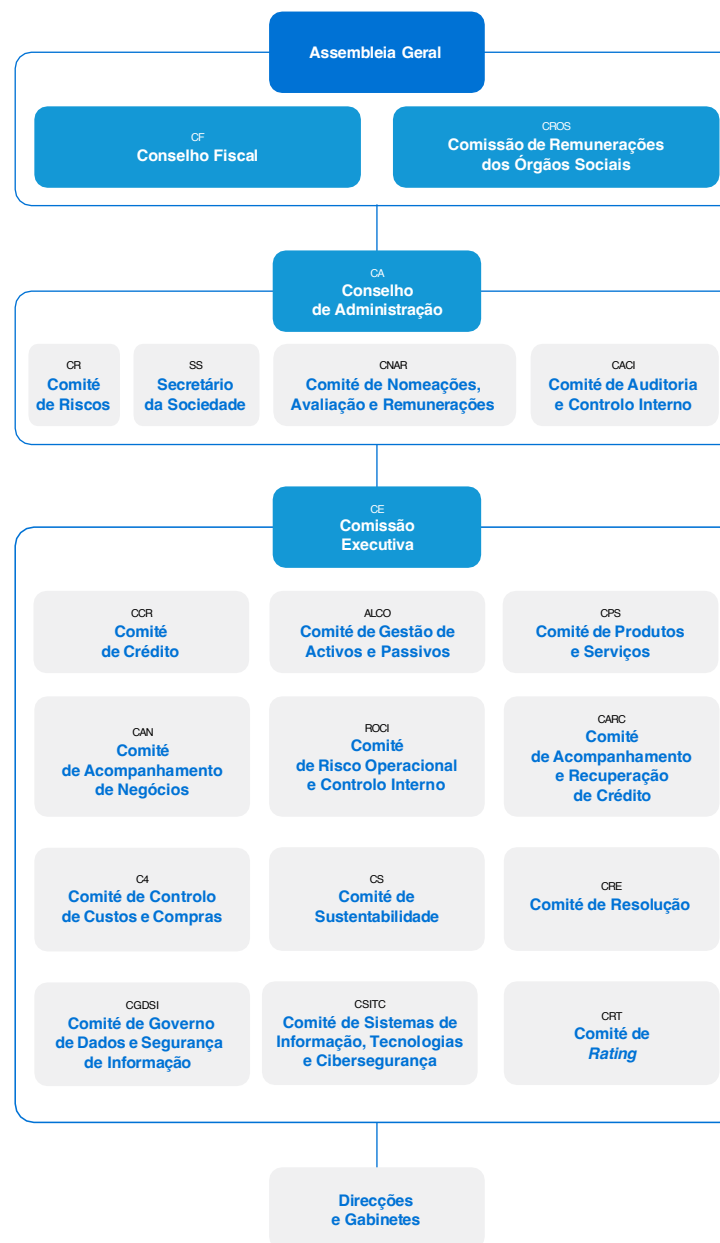 Assembleia Geral
CF
Conselho Fiscal
CROS
Comissão de Remunerações
dos Órgãos Sociais
CA
Conselho
de Administração
CR
Comité
de Riscos
SS
Secretário
da Sociedade
CNAR
Comité de Nomeações,
Avaliação e Remunerações
CACI
Comité de Auditoria
e Controlo Interno
CE
Comissão
Executiva
CCR
Comité
de Crédito
ALCO
Comité de Gestão de
Activos e Passivos
CPS
Comité de Produtos
e Serviços
CAN
Comité
de Acompanhamento
de Negócios
ROCI
Comité
de Risco Operacional
e Controlo Interno
CARC
Comité
de Acompanhamento
e Recuperação
de Crédito
C4
Comité de Controlo
de Custos e Compras
CS
Comité de
Sustentabilidade
CRE
Comité de Resolução
CGDSI
Comité de Governo
de Dados e Segurança
de Informação
CSITC
Comité de Sistemas de
Informação, Tecnologias
e Cibersegurança
CRT
Comité de
Rating
Direcções
e Gabinetes